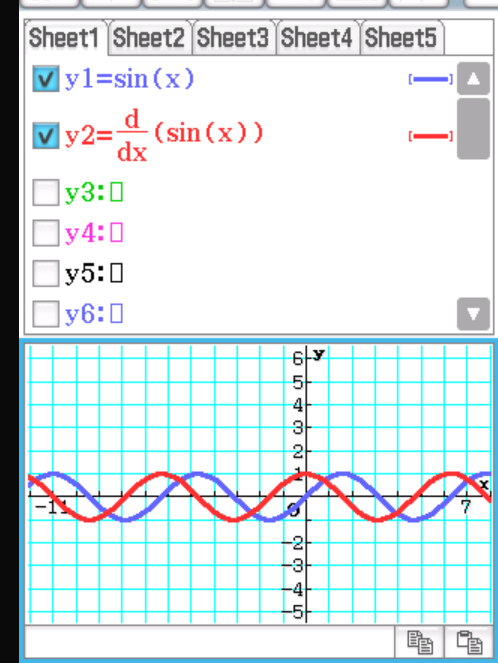 Sheet1 Sheet2 Sheet3 Sheet4 Sheet5
y1=sin(x)
y2=d/dx(sin(x))
y3:▯
y4:▯
y5:▯
y6:▯
y
6
5
4
3
2
1
x
-11
0
7
-2
-3
-4
-5